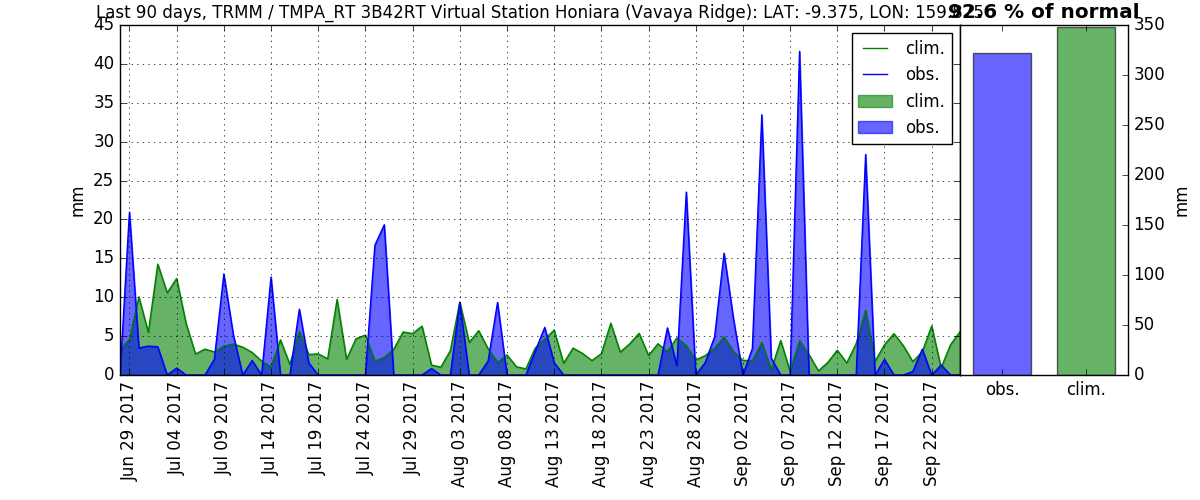 Last 90 days, TRMM / TMPA_RT 3B42RT Virtual Station Honiara (Vavaya Ridge): LAT: -9.375, LON:
92.6 % of normal
45
40
35
30
25
20
15
10
5
0
mm
clim.
obs.
clim.
obs.
Jun 29 2017
Jul 04 2017
Jul 09 2017
Jul 14 2017
Jul 19 2017
Jul 24 2017
Jul 29 2017
Aug 03 2017
Aug 08 2017
Aug 13 2017
Aug 18 2017
Aug 23 2017
Aug 28 2017
Sep 02 2017
Sep 07 2017
Sep 12 2017
Sep 17 2017
Sep 22 2017
350
300
250
200
150
100
50
0
mm
obs.
clim.